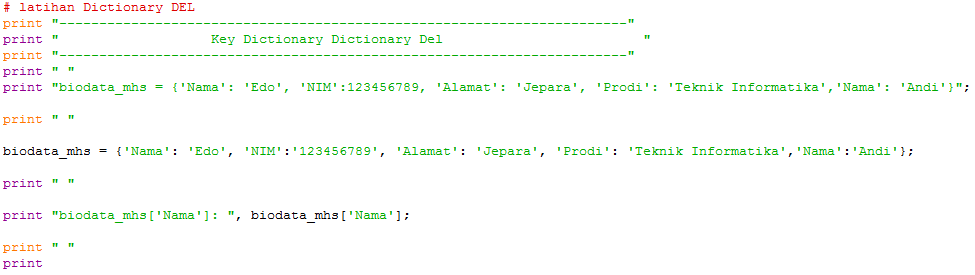 # latihan Dictionary DEL
print "-----------------------------------------------------------------------"
print "                   Key Dictionary Dictionary Del                         "
print "-----------------------------------------------------------------------"
print " "
print "biodata_mhs = {'Nama': 'Edo', 'NIM':123456789, 'Alamat': 'Jepara', 'Prodi': 'Teknik Informatika','Nama': 'Andi'}";
print " "
biodata_mhs = {'Nama': 'Edo', 'NIM':'123456789', 'Alamat': 'Jepara', 'Prodi': 'Teknik Informatika','Nama':'Andi'};
print " "
print "biodata_mhs['Nama']: ", biodata_mhs['Nama'];
print " "
print